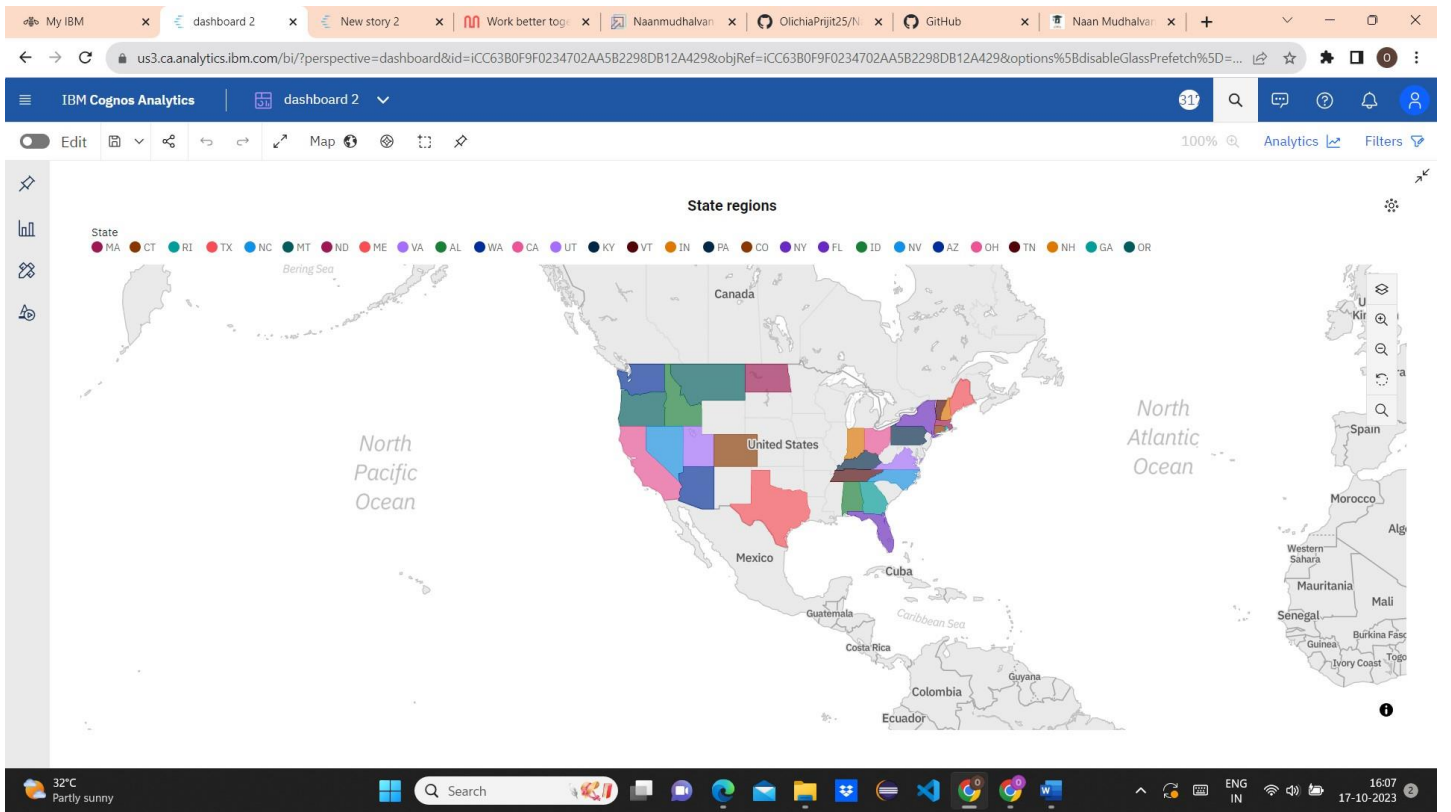 My IBM
dashboard 2
New story 2
Work better toge
Naanmudhalvan
OlichiaPrijit25/N
GitHub
Naan Mudhalvan
us3.ca.analytics.ibm.com/bi/?perspective=dashboard&id=iCC63B0F9F0234702AA5B2298DB12A429&objRef=iCC63B0F9F0234702AA5B2298DB12A429&options%5BdisableGlassPrefetch%5D=...
O
IBM Cognos Analytics
dashboard 2
Edit
Map
100%
Analytics
Filters
State regions
State
MA CT RI TX NC MT ND ME VA AL WA CA UT KY VT IN PA CO NY FL ID NV AZ OH TN NH GA OR
Bering Sea
Canada
North
Pacific
Ocean
United States
North
Atlantic
Ocean
Spain
Morocco
Mexico
Western
Sahara
Cuba
Mauritania
Mali
Guatemala
Caribbean Sea
Senegal
Costa Rica
Guinea
Ivory Coast
Togo
Guyana
Colombia
Ecuador
32°C
Partly sunny
Search
ENG
IN
16:07
17-10-2023
2